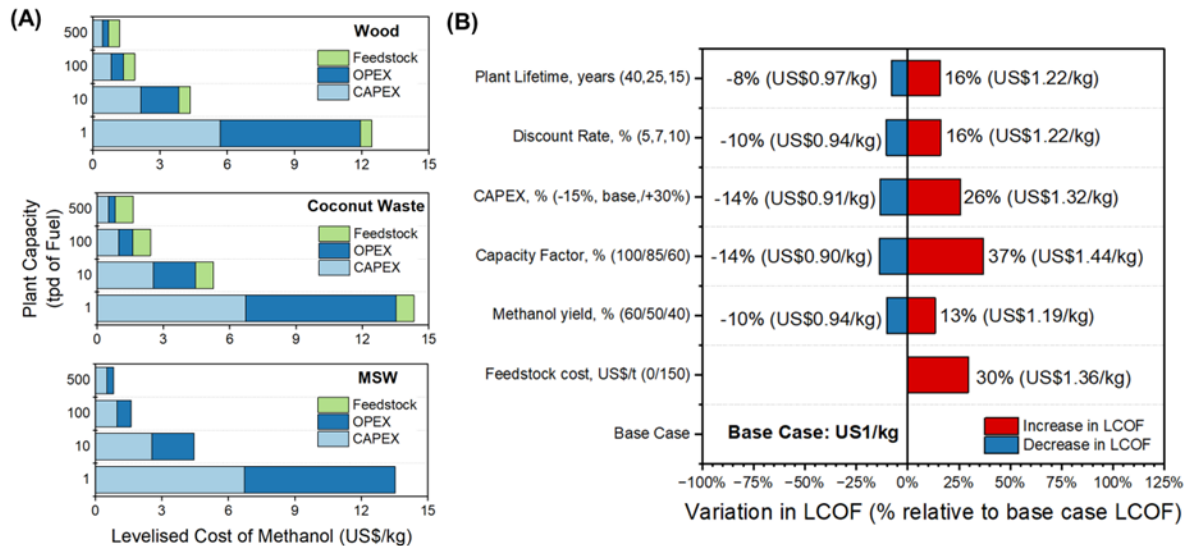 (A)
Wood
Feedstock
OPEX
CAPEX
500
100
10
1
0 3 6 9 12 15
Coconut Waste
Feedstock
OPEX
CAPEX
500
100
10
1
0 3 6 9 12 15
MSW
Feedstock
OPEX
CAPEX
500
100
10
1
0 3 6 9 12 15
Plant Capacity
(tpd of Fuel)
Levelised Cost of Methanol (US$/kg)
(B)
Plant Lifetime, years (40,25,15) -8% (US$0.97/kg) 16% (US$1.22/kg)
Discount Rate, % (5,7,10) -10% (US$0.94/kg) 16% (US$1.22/kg)
CAPEX, % (-15%, base,/+30%) -14% (US$0.91/kg) 26% (US$1.32/kg)
Capacity Factor, % (100/85/60) -14% (US$0.90/kg) 37% (US$1.44/kg)
Methanol yield, % (60/50/40) -10% (US$0.94/kg) 13% (US$1.19/kg)
Feedstock cost, US$/t (0/150) 30% (US$1.36/kg)
Base Case Base Case: US1/kg
Increase in LCOF
Decrease in LCOF
−100% −75% −50% −25% 0% 25% 50% 75% 100% 125%
Variation in LCOF (% relative to base case LCOF)